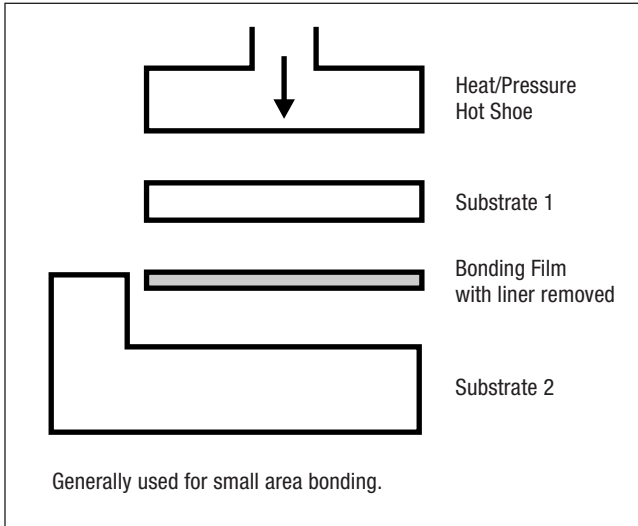 Heat/Pressure
Hot Shoe
Substrate 1
Bonding Film
with liner removed
Substrate 2
Generally used for small area bonding.